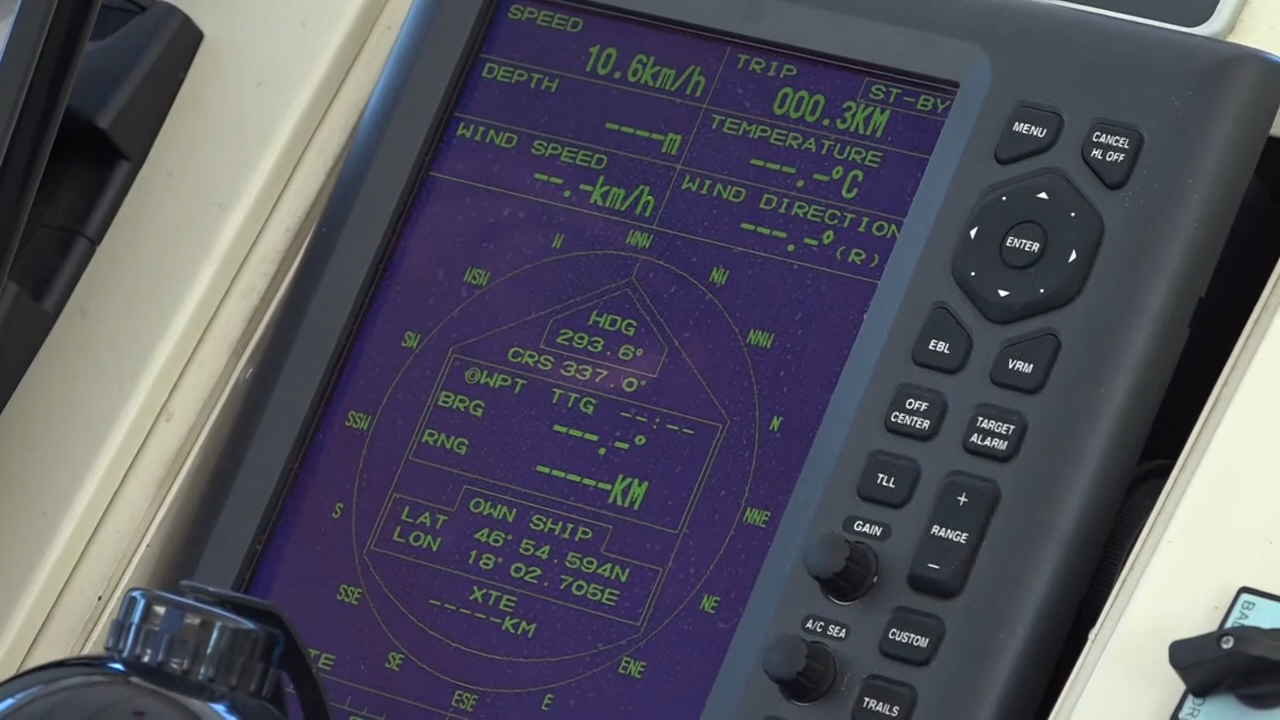 SPEED
10.6km/h
TRIP
000.3KM
ST-BY
DEPTH
----m
TEMPERATURE
---.-°C
WIND SPEED
--.-km/h
WIND DIRECTION
---.-°(R)
W
WNW
NW
WSW
NNW
SW
HDG
293.6°
CRS 337.0°
WPT TTG --:--
BRG ---.-°
RNG -----KM
N
SSW
S
NNE
OWN SHIP
LAT 46°54.594N
LON 18°02.705E
XTE
-----KM
SSE
NE
SE
ENE
ESE
E
TE
MENU
CANCEL
HL OFF
ENTER
EBL
VRM
OFF
CENTER
TARGET
ALARM
TLL
+
RANGE
-
GAIN
A/C SEA
CUSTOM
TRAILS